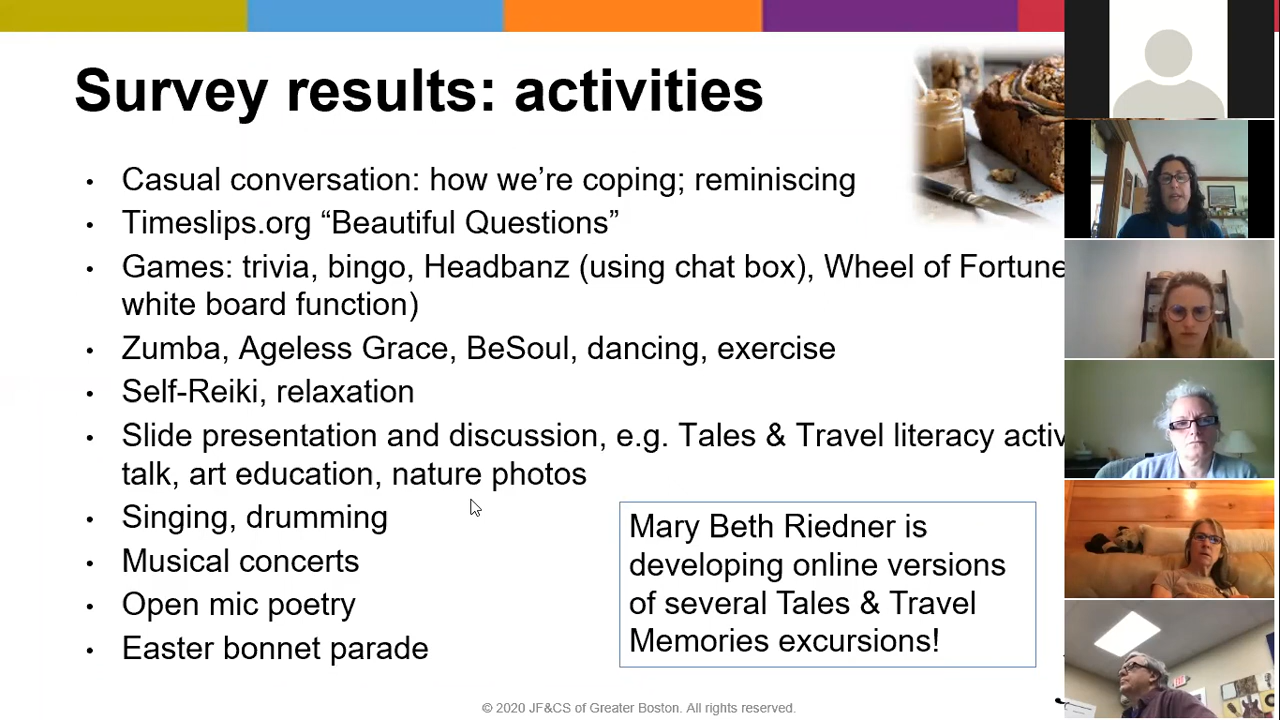 Survey results: activities
• Casual conversation: how we’re coping; reminiscing
• Timeslips.org “Beautiful Questions”
• Games: trivia, bingo, Headbanz (using chat box), Wheel of Fortune
white board function)
• Zumba, Ageless Grace, BeSoul, dancing, exercise
• Self-Reiki, relaxation
• Slide presentation and discussion, e.g. Tales & Travel literacy activ
talk, art education, nature photos
• Singing, drumming
• Musical concerts
• Open mic poetry
• Easter bonnet parade
Mary Beth Riedner is
developing online versions
of several Tales & Travel
Memories excursions!
© 2020 JF&CS of Greater Boston. All rights reserved.